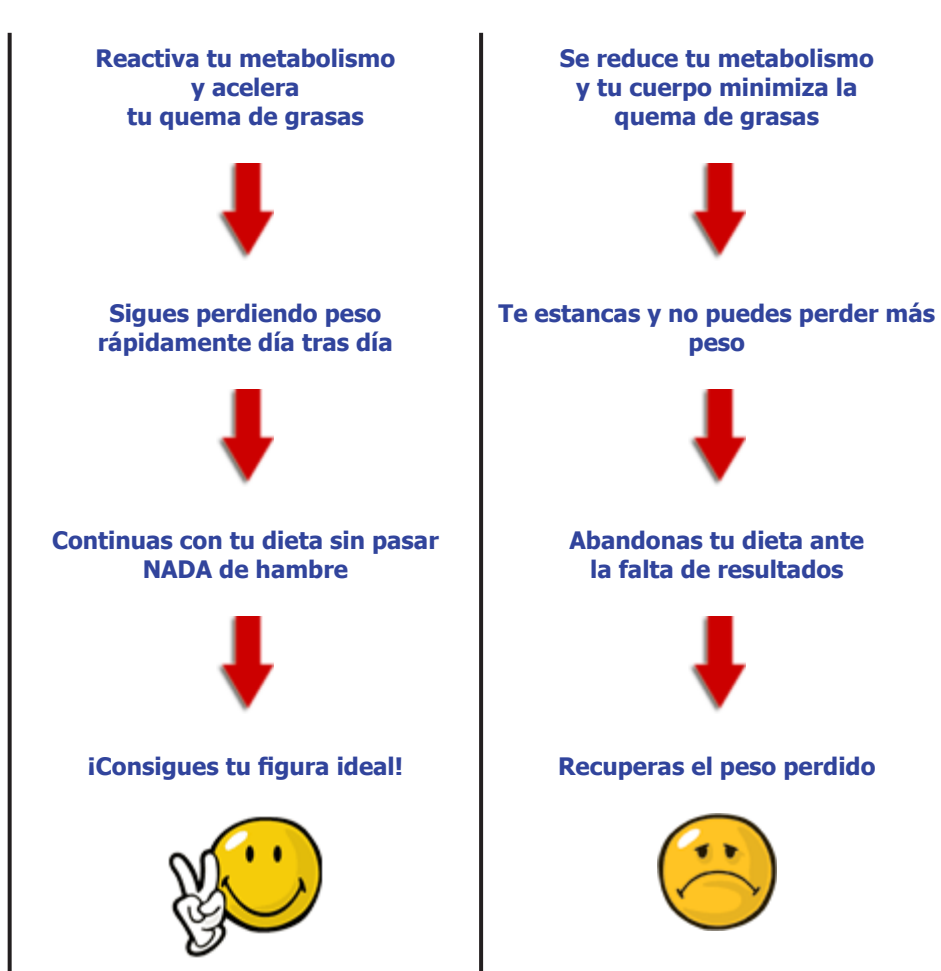 Reactiva tu metabolismo
y acelera
tu quema de grasas
Sigues perdiendo peso
rápidamente día tras día
Continuas con tu dieta sin pasar
NADA de hambre
¡Consigues tu figura ideal!
Se reduce tu metabolismo
y tu cuerpo minimiza la
quema de grasas
Te estancas y no puedes perder más
peso
Abandonas tu dieta ante
la falta de resultados
Recuperas el peso perdido